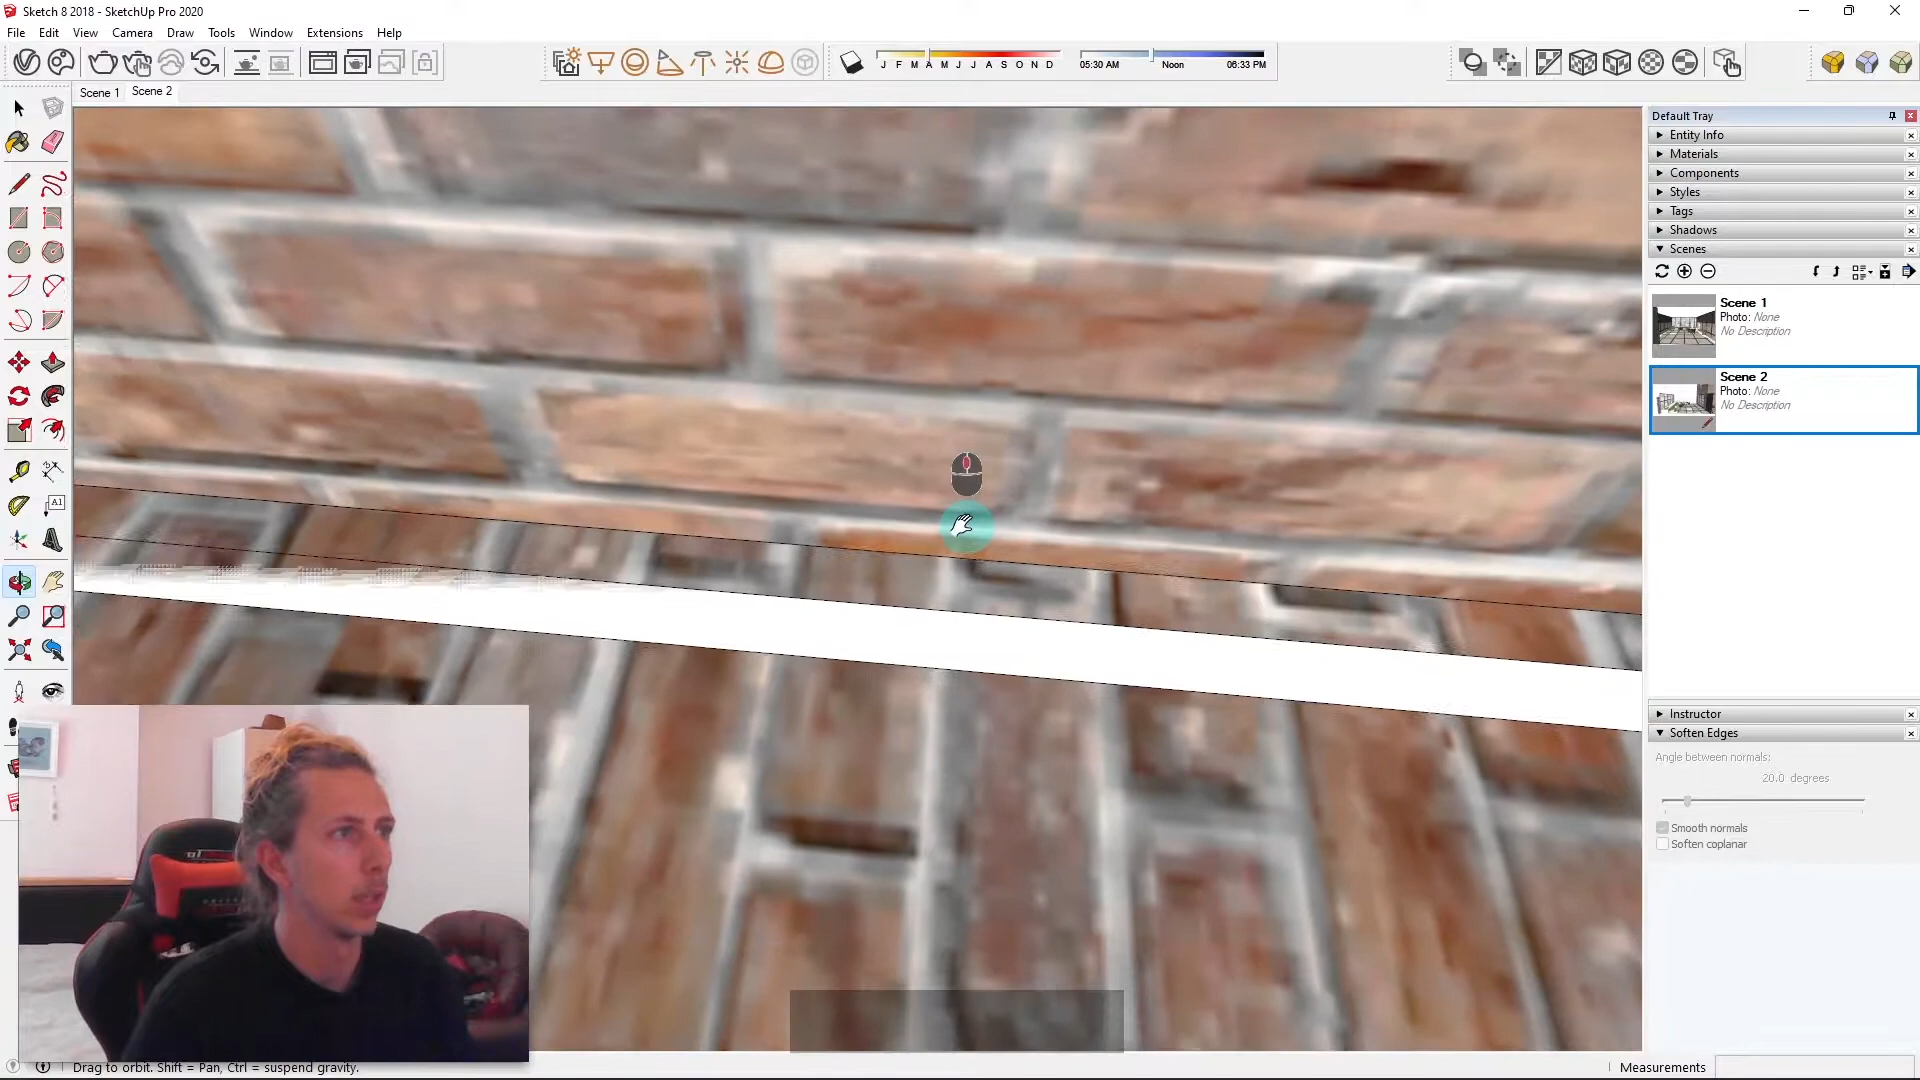 Sketch 8 2018 - SketchUp Pro 2020
File Edit View Camera Draw Tools Window Extensions Help
J F M A M J J A S O N D
05:30 AM Noon 06:33 PM
Scene 1 Scene 2
Default Tray
Entity Info
Materials
Components
Styles
Tags
Shadows
Scenes
Scene 1
Photo: None
No Description
Scene 2
Photo: None
No Description
Instructor
Soften Edges
Angle between normals:
20.0 degrees
Smooth normals
Soften coplanar
A1
Drag to orbit. Shift = Pan, Ctrl = suspend gravity.
Measurements